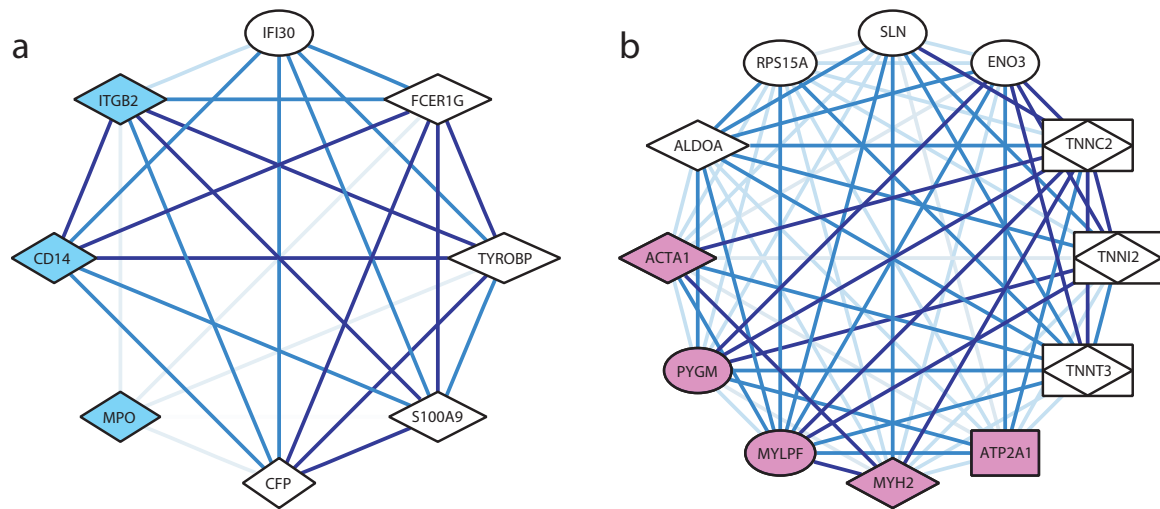 a
IFI30
ITGB2
FCER1G
CD14
TYROBP
MPO
S100A9
CFP
b
SLN
RPS15A
ENO3
ALDOA
TNNC2
ACTA1
TNNI2
PYGM
TNNT3
MYLPF
ATP2A1
MYH2